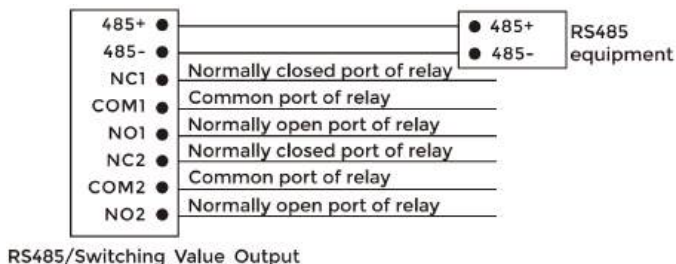 485+
485-
NC1
COM1
NO1
NC2
COM2
NO2
Normally closed port of relay
Common port of relay
Normally open port of relay
Normally closed port of relay
Common port of relay
Normally open port of relay
485+
485-
RS485
equipment
RS485/Switching Value Output